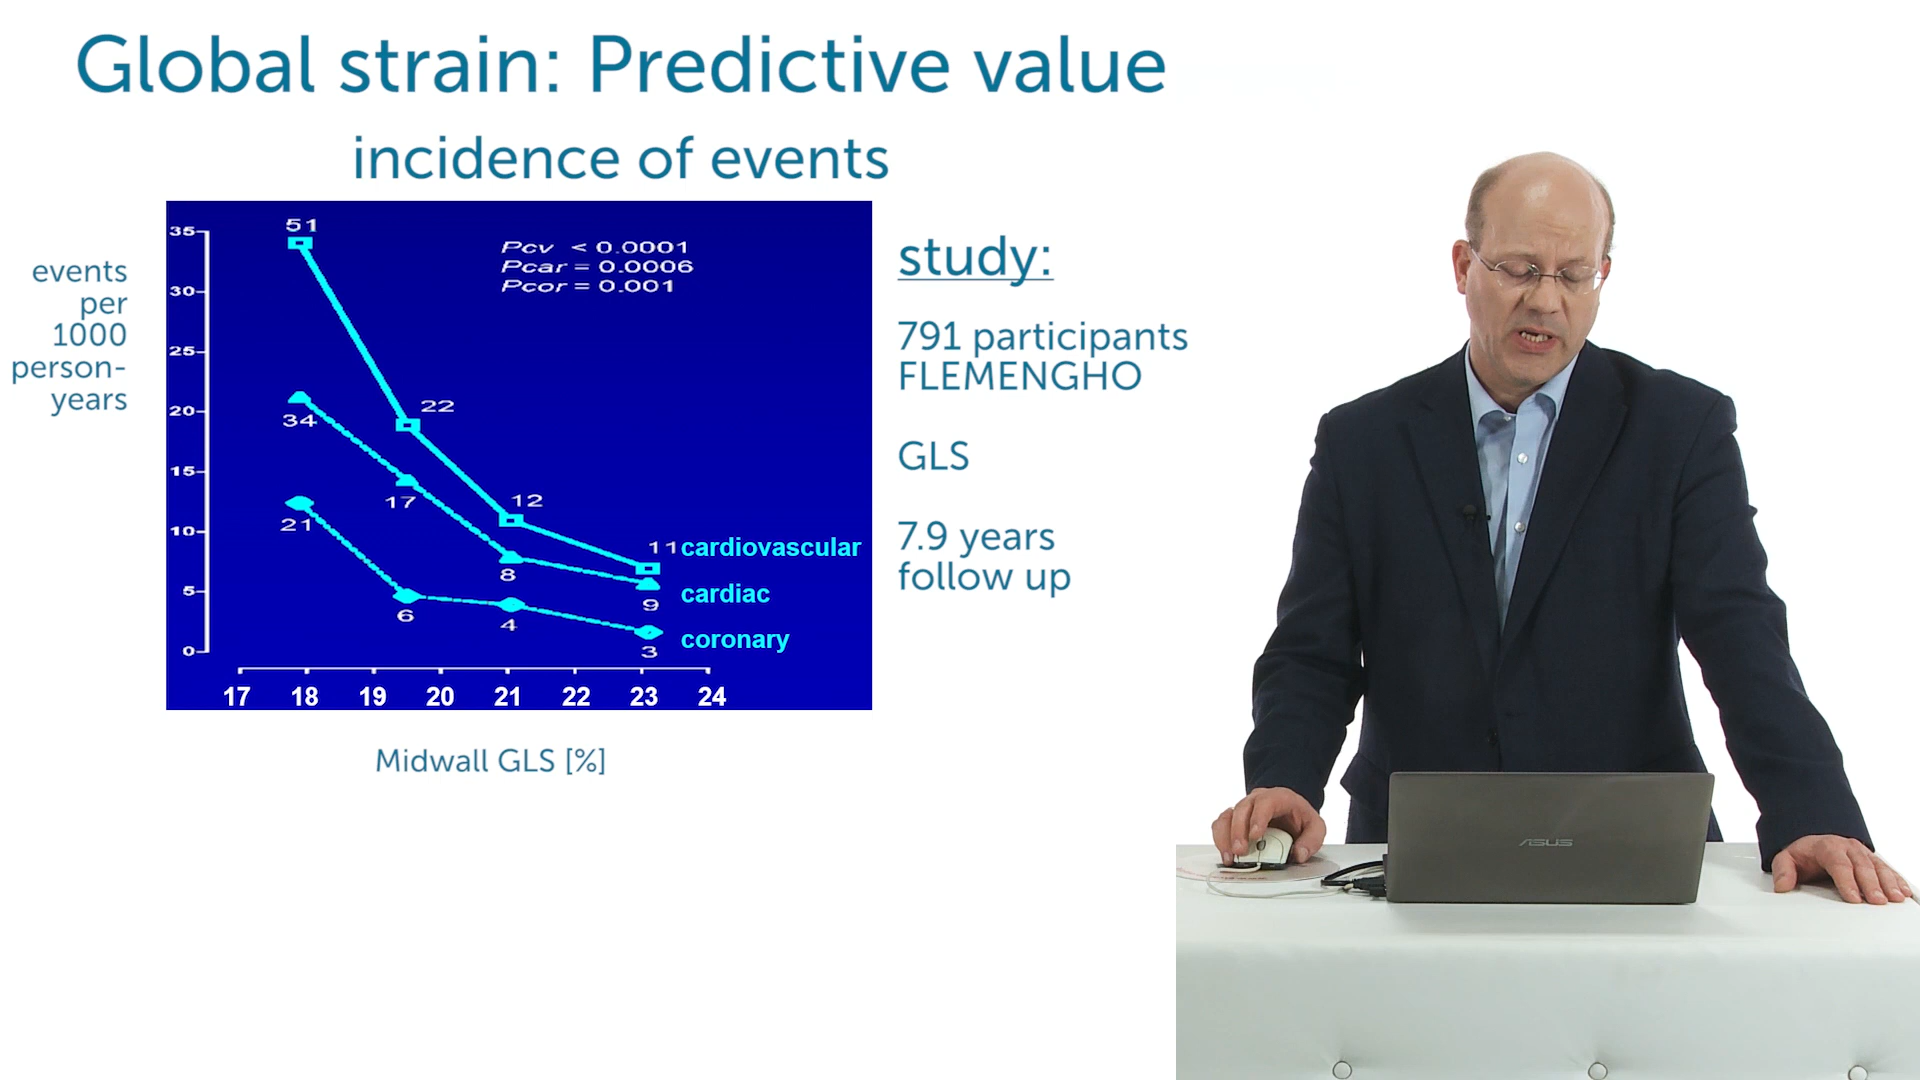 Global strain: Predictive value
incidence of events
events
per
1000
person-
years
35
30
25
20
15
10
5
0
51
34
21
22
17
6
12
8
4
11
9
3
Pcv < 0.0001
Pcar = 0.0006
Pcor = 0.001
cardiovascular
cardiac
coronary
17 18 19 20 21 22 23 24
Midwall GLS [%]
study:
791 participants
FLEMENGHO
GLS
7.9 years
follow up
ASUS